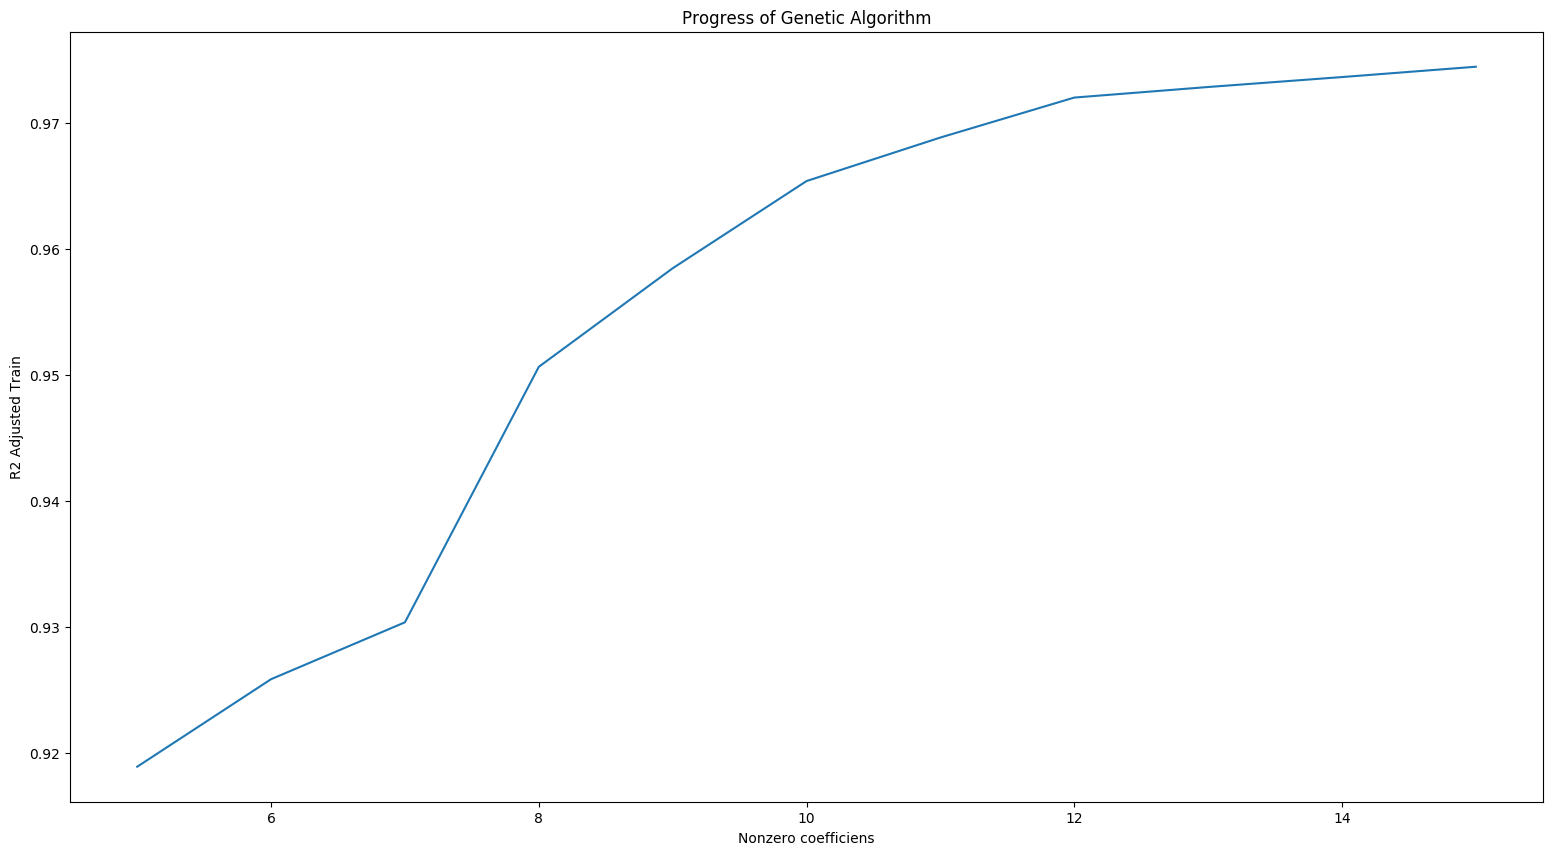 Progress of Genetic Algorithm
R2 Adjusted Train
0.97
0.96
0.95
0.94
0.93
0.92
6 8 10 12 14
Nonzero coefficiens